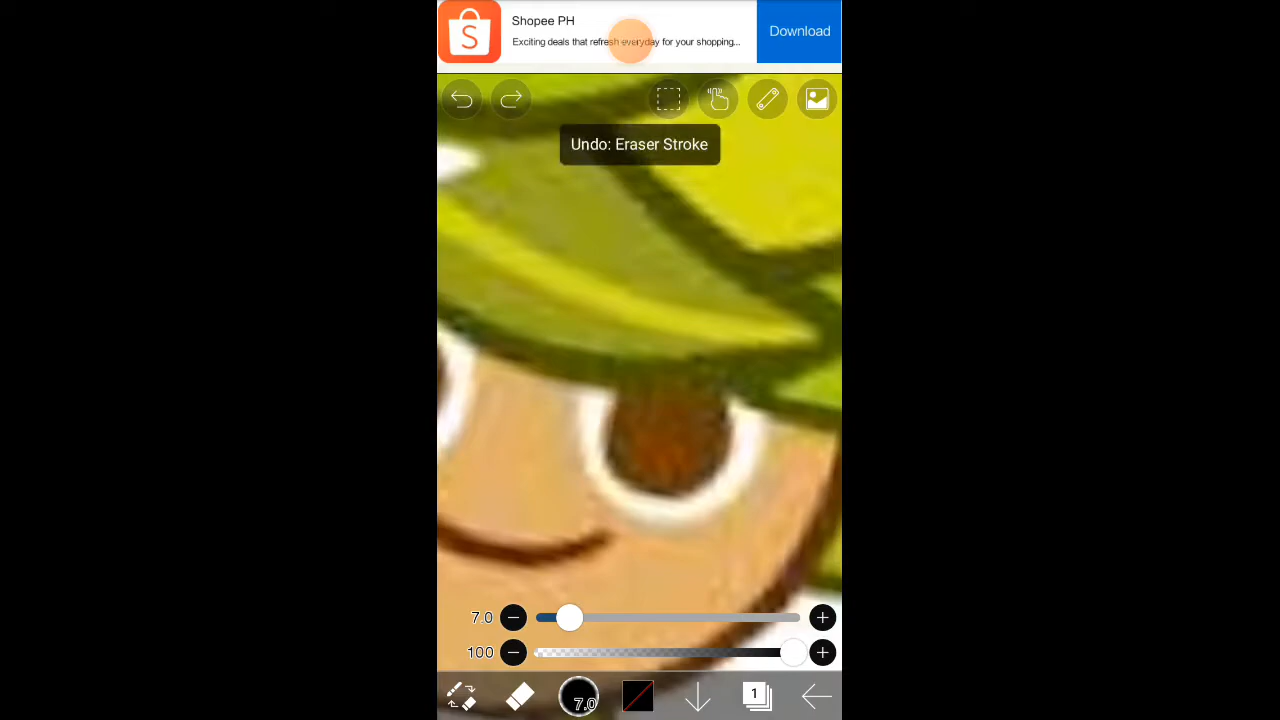 Shopee PH
Exciting deals that refresh everyday for your shopping...
Download
Undo: Eraser Stroke
7.0
100
7.0
1